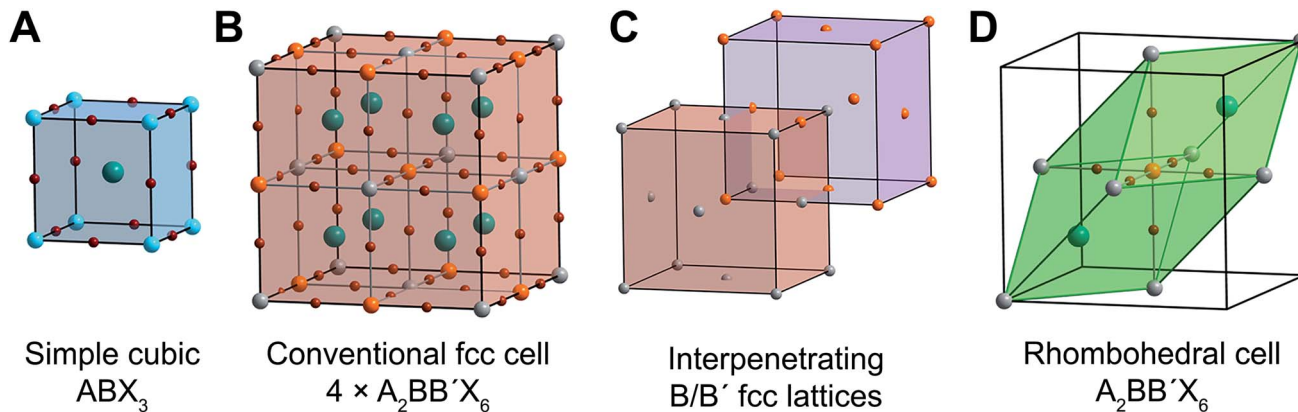 A
B
C
D
Simple cubic
ABX₃
Conventional fcc cell
4 × A₂BB´X₆
Interpenetrating
B/B´ fcc lattices
Rhombohedral cell
A₂BB´X₆